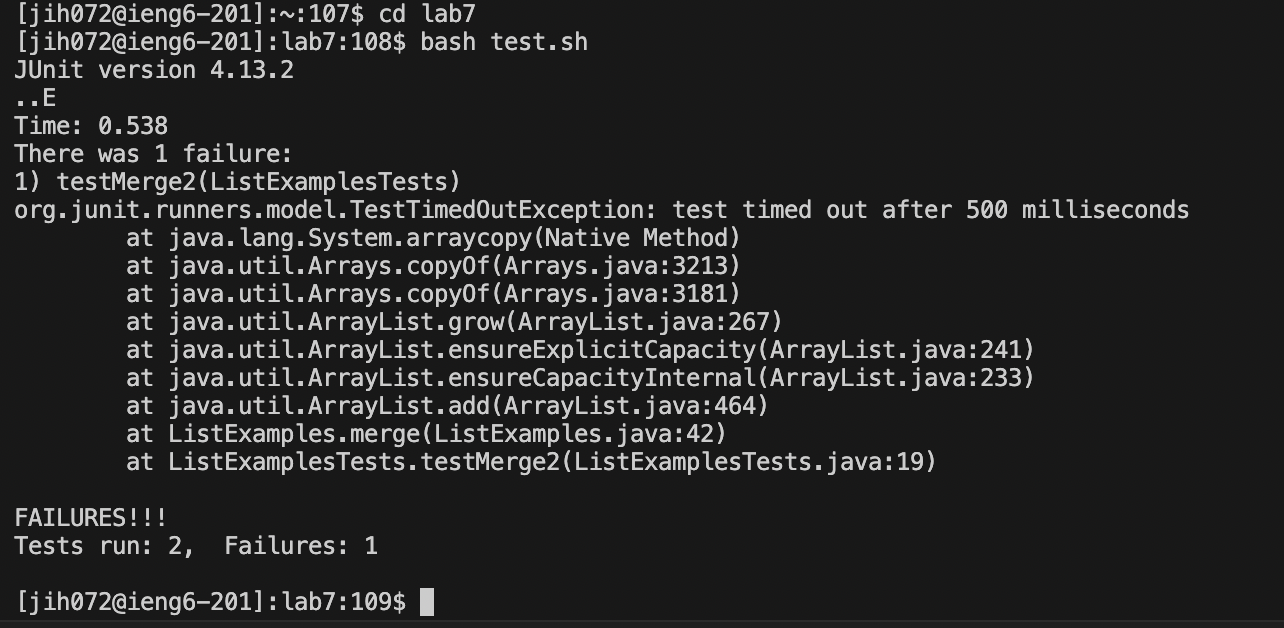 [jih072@ieng6-201]:~:107$ cd lab7
[jih072@ieng6-201]:lab7:108$ bash test.sh
JUnit version 4.13.2
..E
Time: 0.538
There was 1 failure:
1) testMerge2(ListExamplesTests)
org.junit.runners.model.TestTimedOutException: test timed out after 500 milliseconds
        at java.lang.System.arraycopy(Native Method)
        at java.util.Arrays.copyOf(Arrays.java:3213)
        at java.util.Arrays.copyOf(Arrays.java:3181)
        at java.util.ArrayList.grow(ArrayList.java:267)
        at java.util.ArrayList.ensureExplicitCapacity(ArrayList.java:241)
        at java.util.ArrayList.ensureCapacityInternal(ArrayList.java:233)
        at java.util.ArrayList.add(ArrayList.java:464)
        at ListExamples.merge(ListExamples.java:42)
        at ListExamplesTests.testMerge2(ListExamplesTests.java:19)

FAILURES!!!
Tests run: 2,  Failures: 1

[jih072@ieng6-201]:lab7:109$